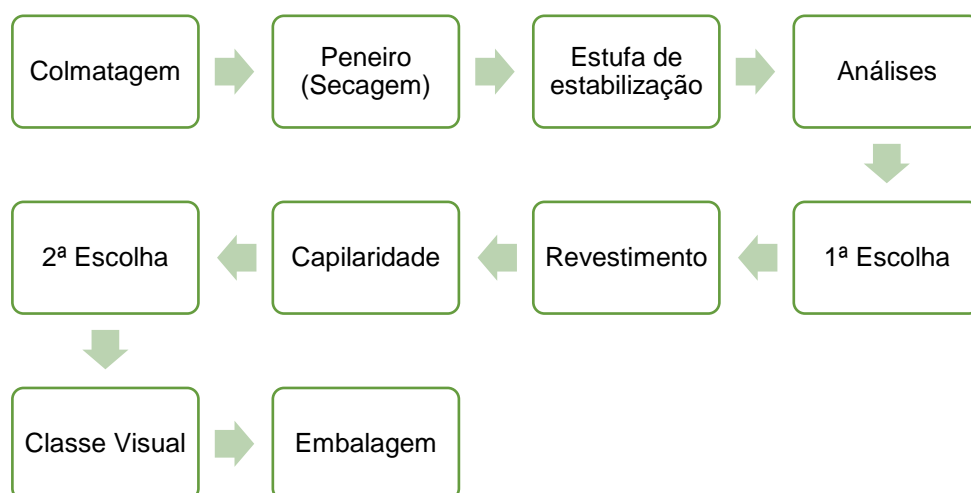 Colmatagem
Peneiro
(Secagem)
Estufa de
estabilização
Análises
1ª Escolha
Revestimento
Capilaridade
2ª Escolha
Classe Visual
Embalagem